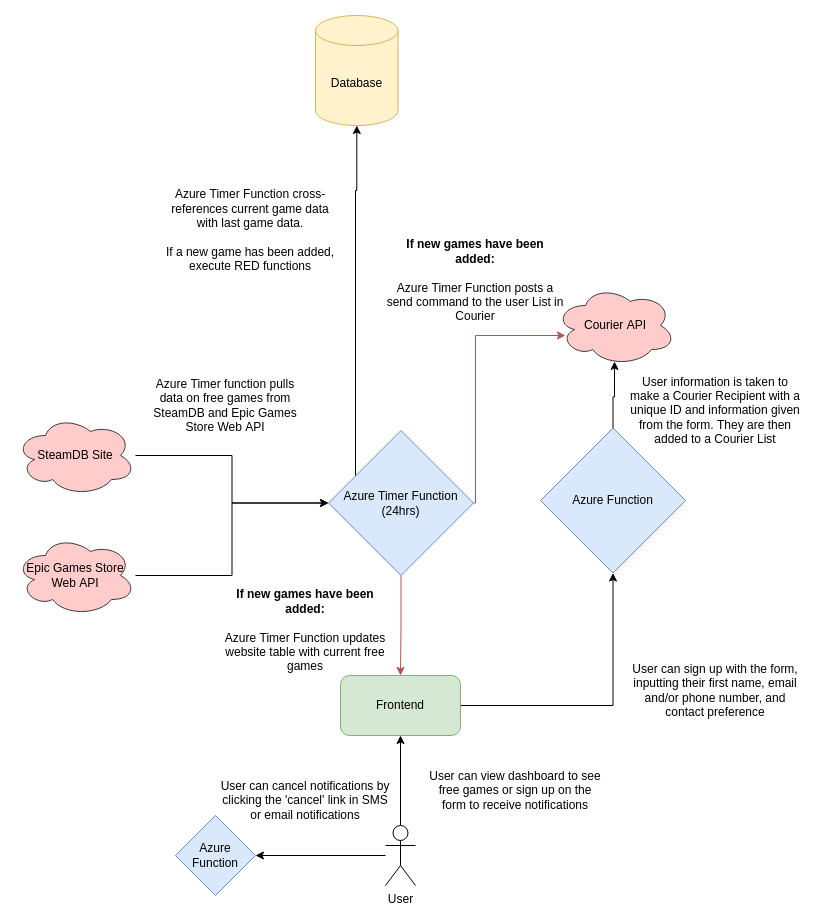 Database
Azure Timer Function cross-
references current game data
with last game data.
If a new game has been added,
execute RED functions
If new games have been
added:
Azure Timer Function posts a
send command to the user List in
Courier
Courier API
User information is taken to
make a Courier Recipient with a
unique ID and information given
from the form. They are then
added to a Courier List
Azure Timer function pulls
data on free games from
SteamDB and Epic Games
Store Web API
SteamDB Site
Azure Timer Function
(24hrs)
Azure Function
Epic Games Store
Web API
If new games have been
added:
Azure Timer Function updates
website table with current free
games
Frontend
User can sign up with the form,
inputting their first name, email
and/or phone number, and
contact preference
User can view dashboard to see
free games or sign up on the
form to receive notifications
User can cancel notifications by
clicking the 'cancel' link in SMS
or email notifications
Azure
Function
User